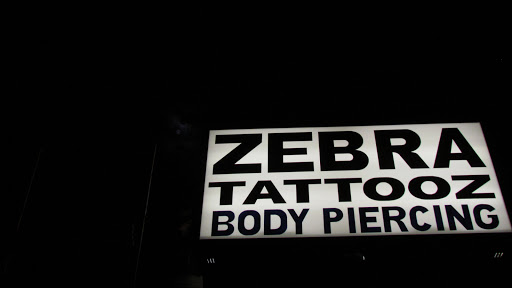 ZEBRA
TATTOOZ
BODY PIERCING